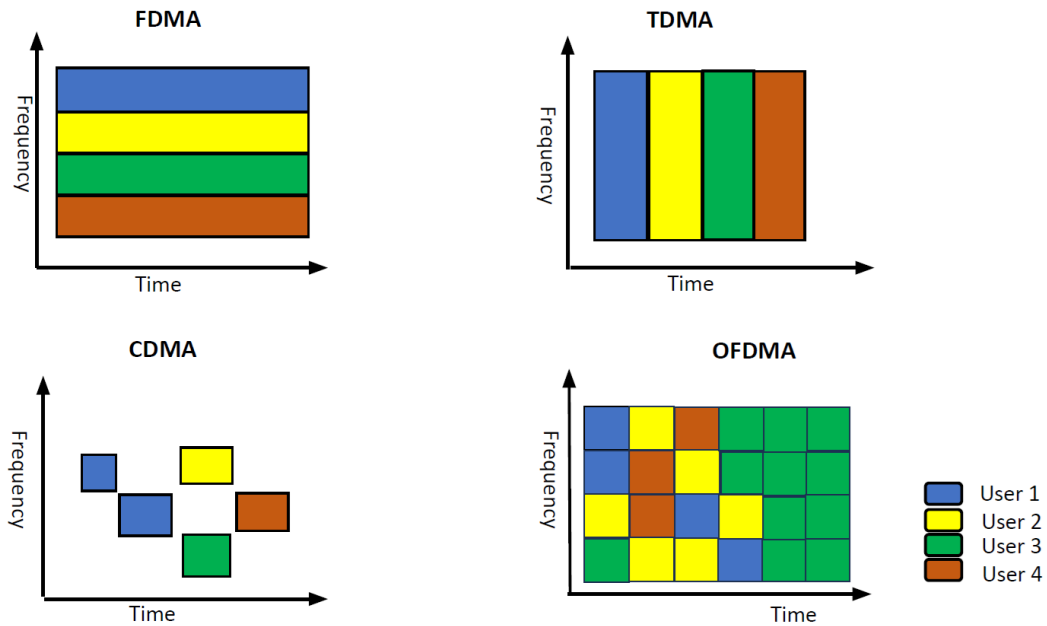 FDMA
Frequency
Time
TDMA
Frequency
Time
CDMA
Frequency
Time
OFDMA
Frequency
Time
User 1
User 2
User 3
User 4